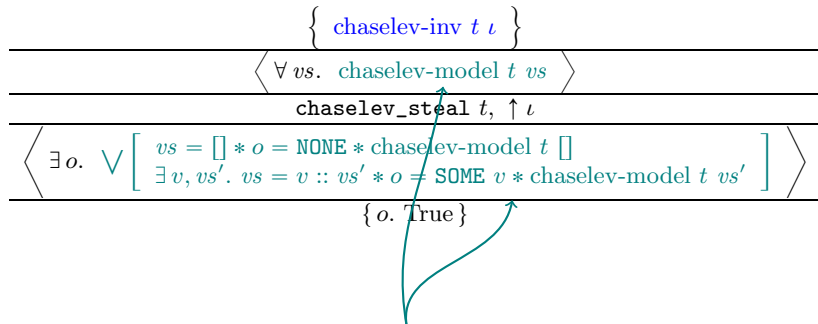 { chaselev-inv t ι }
⟨ ∀ vs. chaselev-model t vs ⟩
chaselev_steal t, ↑ ι
⟨ ∃ o. ⋁ [ vs = [] * o = NONE * chaselev-model t []
∃ v, vs′. vs = v :: vs′ * o = SOME v * chaselev-model t vs′ ] ⟩
{ o. True }